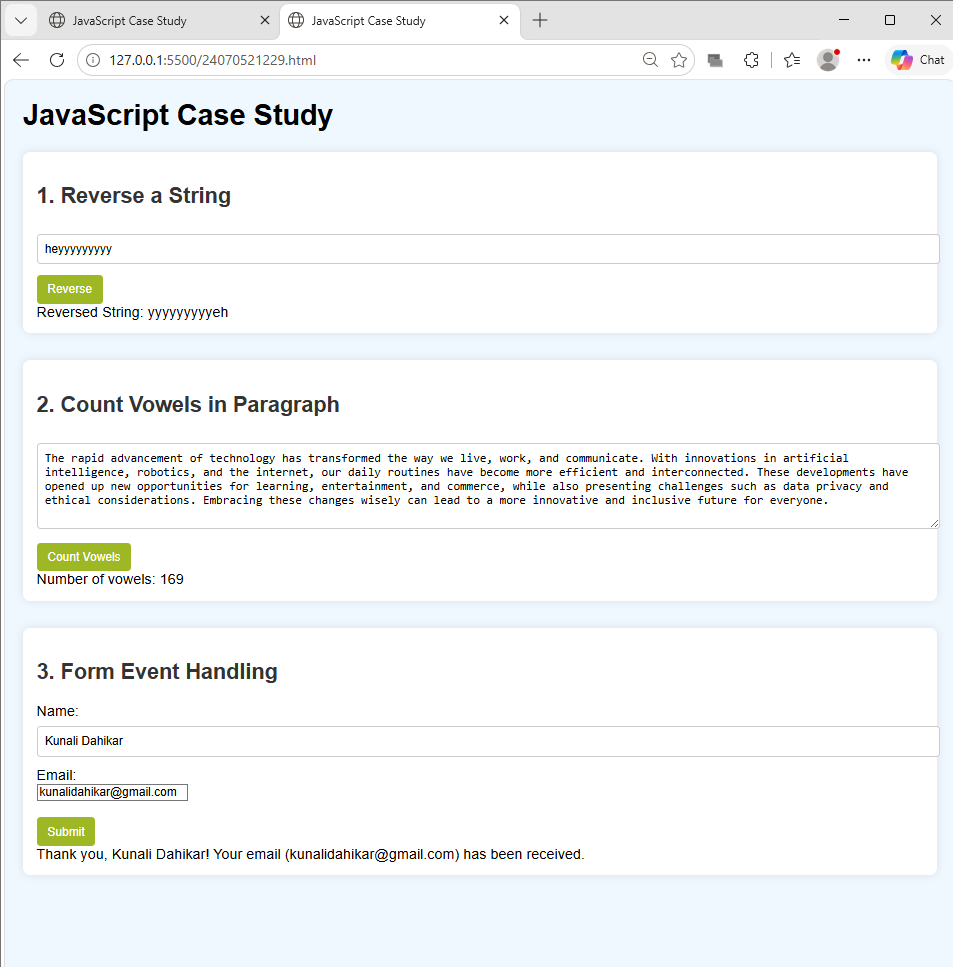 JavaScript Case Study
JavaScript Case Study
127.0.0.1:5500/24070521229.html
Chat
JavaScript Case Study
1. Reverse a String
heyyyyyyyyy
Reverse
Reversed String: yyyyyyyyyeh
2. Count Vowels in Paragraph
The rapid advancement of technology has transformed the way we live, work, and communicate. With innovations in artificial
intelligence, robotics, and the internet, our daily routines have become more efficient and interconnected. These developments have
opened up new opportunities for learning, entertainment, and commerce, while also presenting challenges such as data privacy and
ethical considerations. Embracing these changes wisely can lead to a more innovative and inclusive future for everyone.
Count Vowels
Number of vowels: 169
3. Form Event Handling
Name:
Kunali Dahikar
Email:
kunalidahikar@gmail.com
Submit
Thank you, Kunali Dahikar! Your email (kunalidahikar@gmail.com) has been received.